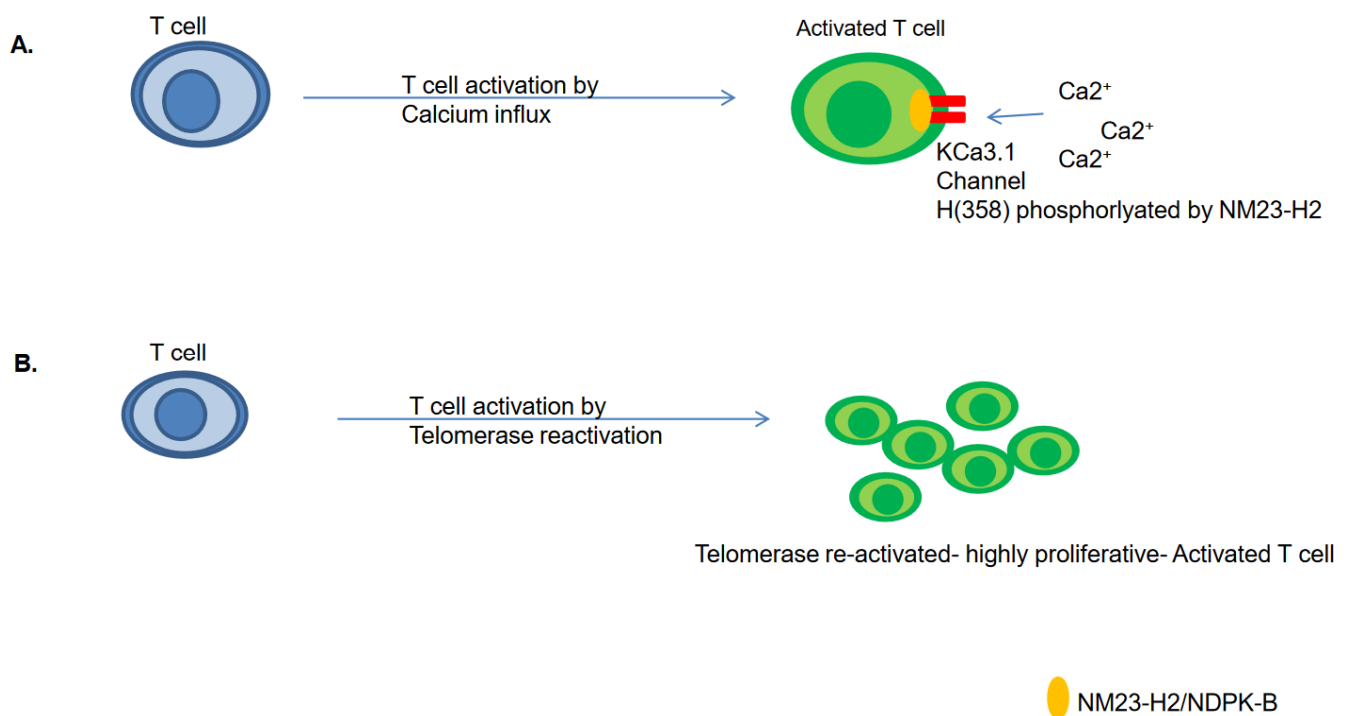 A.
T cell
T cell activation by
Calcium influx
Activated T cell
Ca2⁺
Ca2⁺
Ca2⁺
KCa3.1
Channel
H(358) phosphorlyated by NM23-H2
B.
T cell
T cell activation by
Telomerase reactivation
Telomerase re-activated- highly proliferative- Activated T cell
NM23-H2/NDPK-B